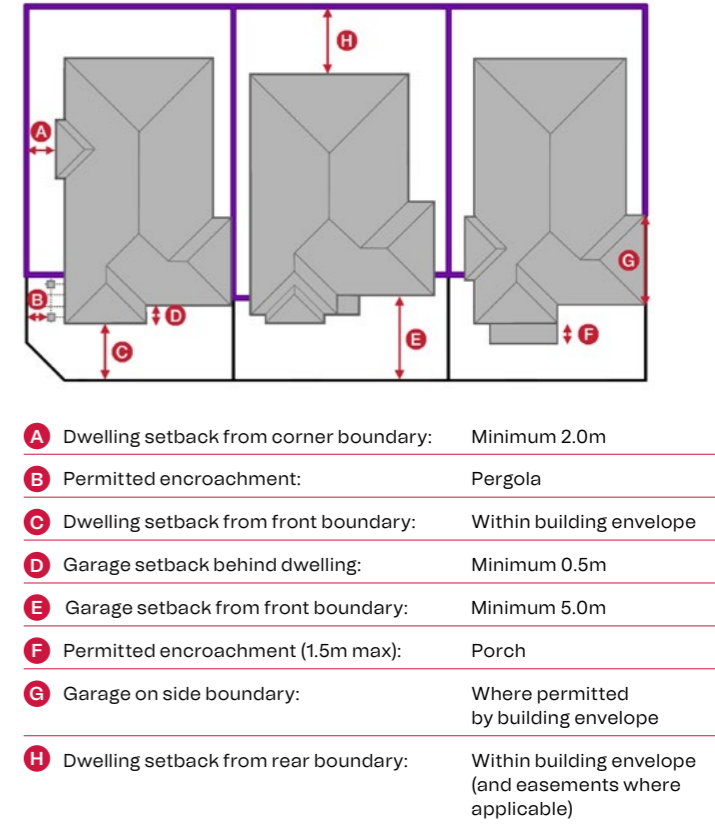 H
A
G
B
D
F
E
C
A Dwelling setback from corner boundary: Minimum 2.0m
B Permitted encroachment: Pergola
C Dwelling setback from front boundary: Within building envelope
D Garage setback behind dwelling: Minimum 0.5m
E Garage setback from front boundary: Minimum 5.0m
F Permitted encroachment (1.5m max): Porch
G Garage on side boundary: Where permitted
by building envelope
H Dwelling setback from rear boundary: Within building envelope
(and easements where
applicable)